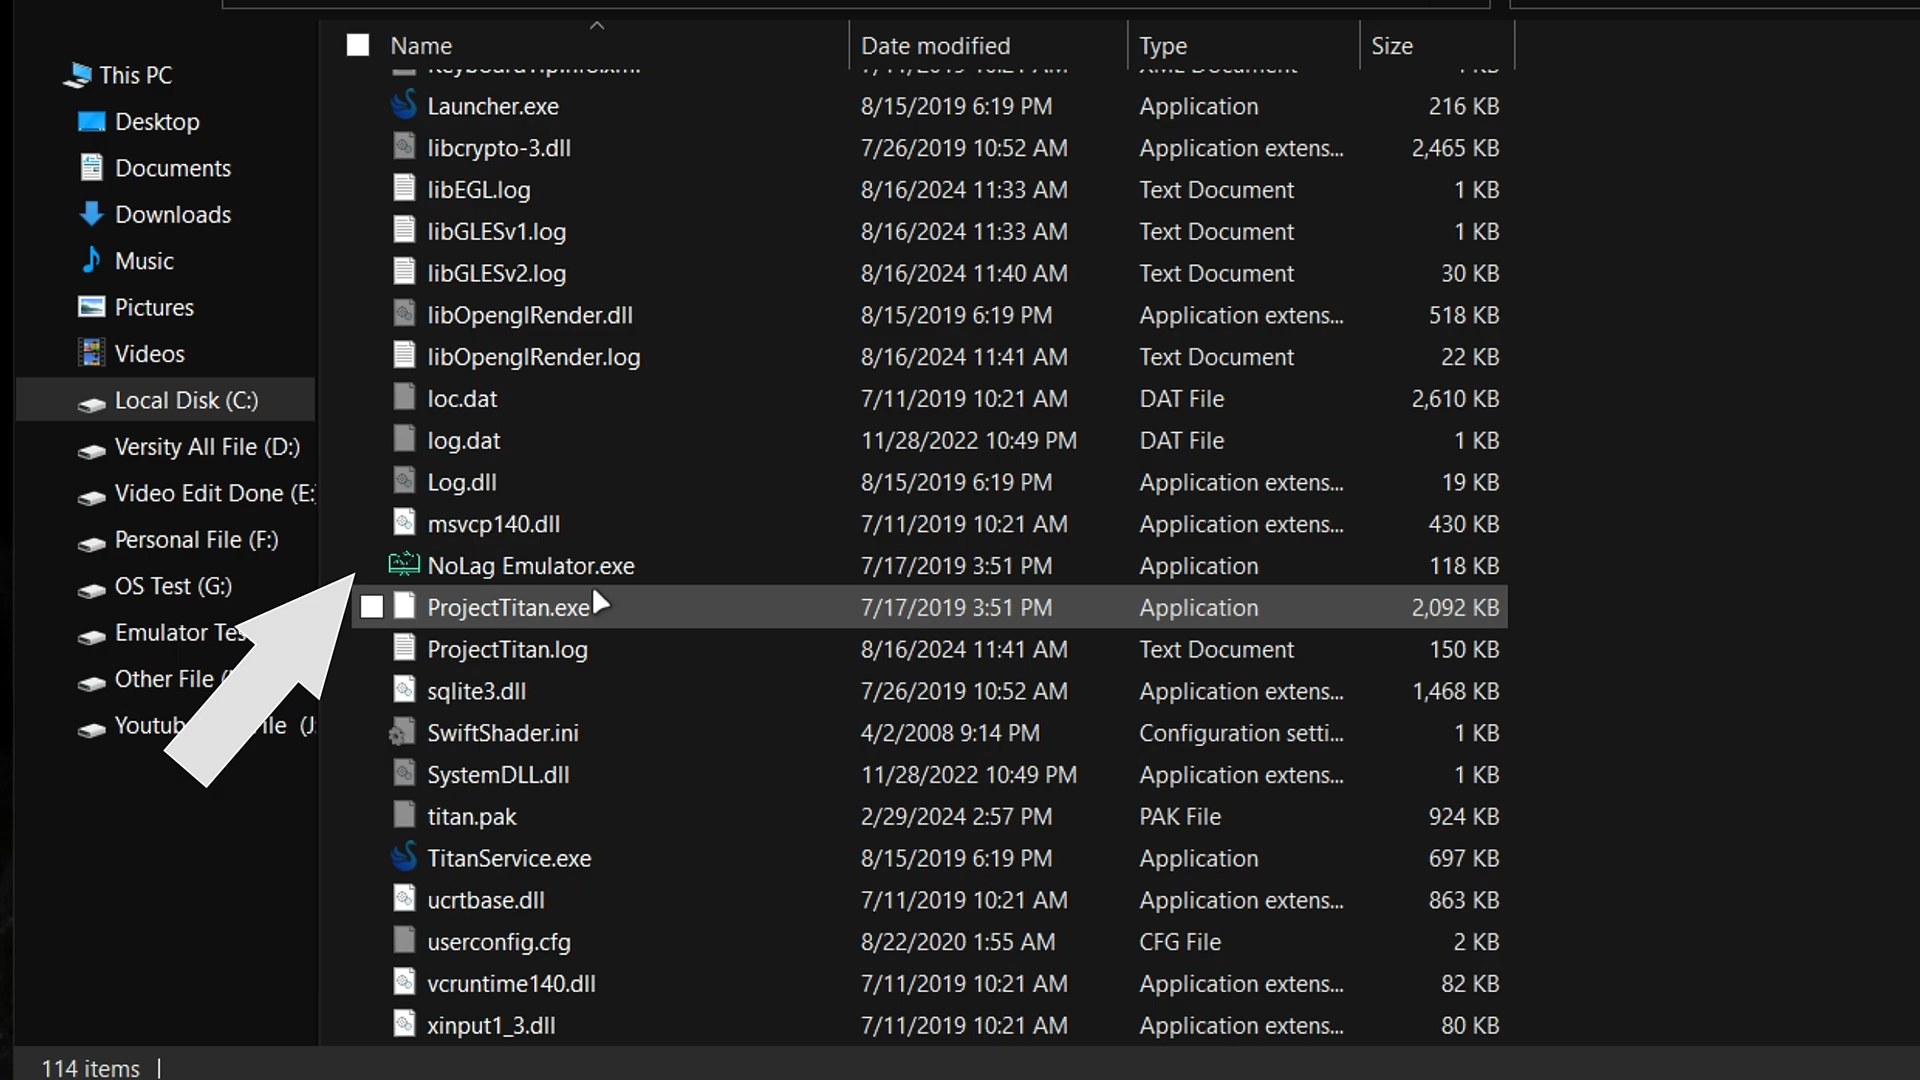 Name Date modified Type Size
This PC
Desktop
Documents
Downloads
Music
Pictures
Videos
Local Disk (C:)
Versity All File (D:)
Video Edit Done (E:
Personal File (F:)
OS Test (G:)
Emulator
Other File
(J:
Launcher.exe 8/15/2019 6:19 PM Application 216 KB
libcrypto-3.dll 7/26/2019 10:52 AM Application extens... 2,465 KB
libEGL.log 8/16/2024 11:33 AM Text Document 1 KB
libGLESv1.log 8/16/2024 11:33 AM Text Document 1 KB
libGLESv2.log 8/16/2024 11:40 AM Text Document 30 KB
libOpenglRender.dll 8/15/2019 6:19 PM Application extens... 518 KB
libOpenglRender.log 8/16/2024 11:41 AM Text Document 22 KB
loc.dat 7/11/2019 10:21 AM DAT File 2,610 KB
log.dat 11/28/2022 10:49 PM DAT File 1 KB
Log.dll 8/15/2019 6:19 PM Application extens... 19 KB
msvcp140.dll 7/11/2019 10:21 AM Application extens... 430 KB
NoLag Emulator.exe 7/17/2019 3:51 PM Application 118 KB
ProjectTitan.exe 7/17/2019 3:51 PM Application 2,092 KB
ProjectTitan.log 8/16/2024 11:41 AM Text Document 150 KB
sqlite3.dll 7/26/2019 10:52 AM Application extens... 1,468 KB
SwiftShader.ini 4/2/2008 9:14 PM Configuration setti... 1 KB
SystemDLL.dll 11/28/2022 10:49 PM Application extens... 1 KB
titan.pak 2/29/2024 2:57 PM PAK File 924 KB
TitanService.exe 8/15/2019 6:19 PM Application 697 KB
ucrtbase.dll 7/11/2019 10:21 AM Application extens... 863 KB
userconfig.cfg 8/22/2020 1:55 AM CFG File 2 KB
vcruntime140.dll 7/11/2019 10:21 AM Application extens... 82 KB
xinput1_3.dll 7/11/2019 10:21 AM Application extens... 80 KB
114 items